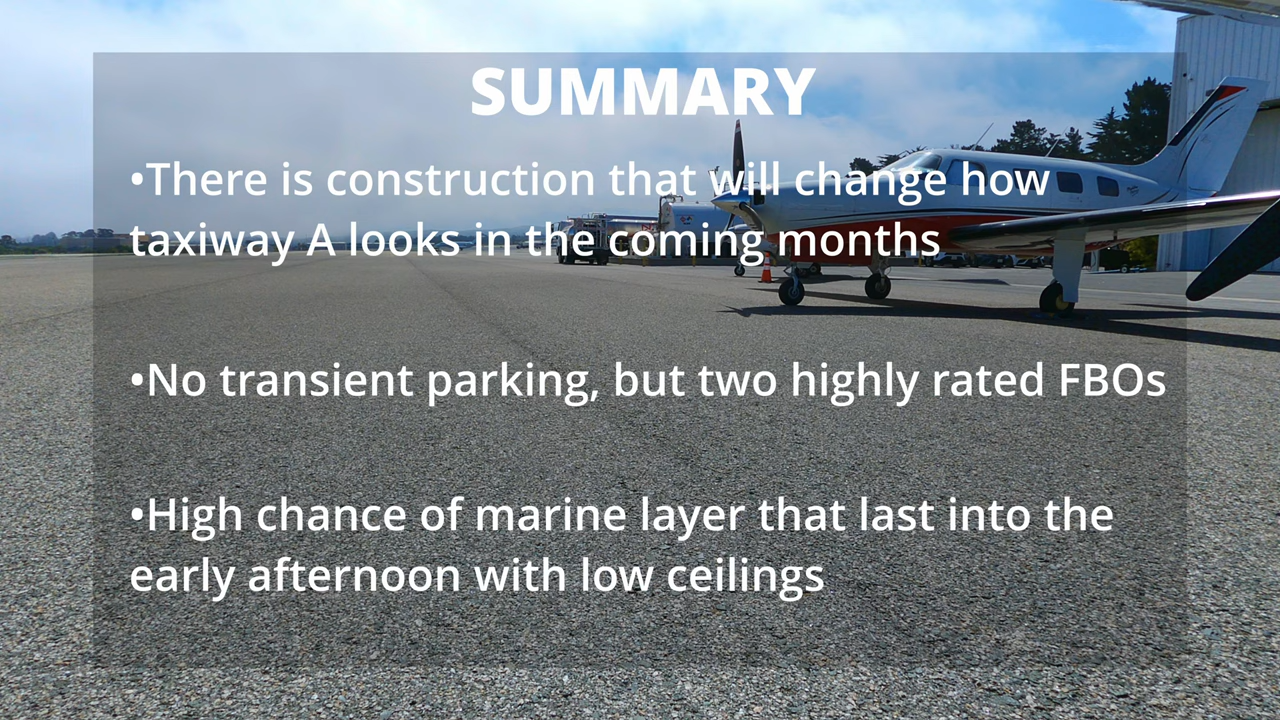 SUMMARY
•There is construction that will change how
taxiway A looks in the coming months
•No transient parking, but two highly rated FBOs
•High chance of marine layer that last into the
early afternoon with low ceilings